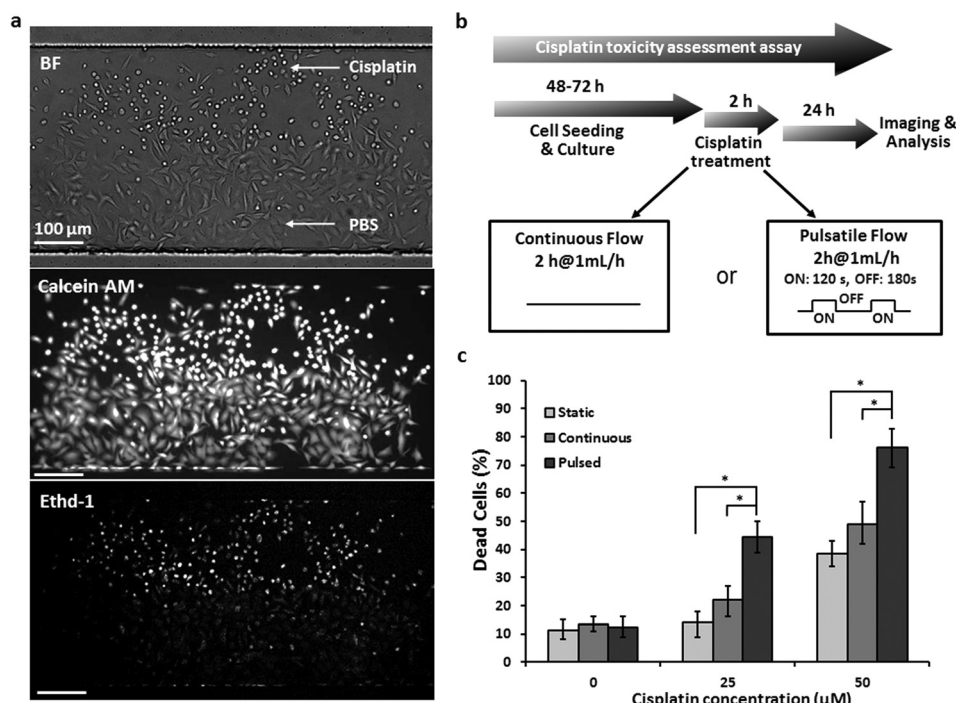 a
BF
Cisplatin
PBS
100 µm
Calcein AM
Ethd-1
b
Cisplatin toxicity assessment assay
48-72 h
Cell Seeding
& Culture
2 h
Cisplatin
treatment
24 h
Imaging &
Analysis
Continuous Flow
2 h@1mL/h
or
Pulsatile Flow
2h@1mL/h
ON: 120 s, OFF: 180s
OFF
ON
ON
c
Dead Cells (%)
100
90
80
70
60
50
40
30
20
10
0
Static
Continuous
Pulsed
*
*
*
*
0
25
50
Cisplatin concentration (µM)